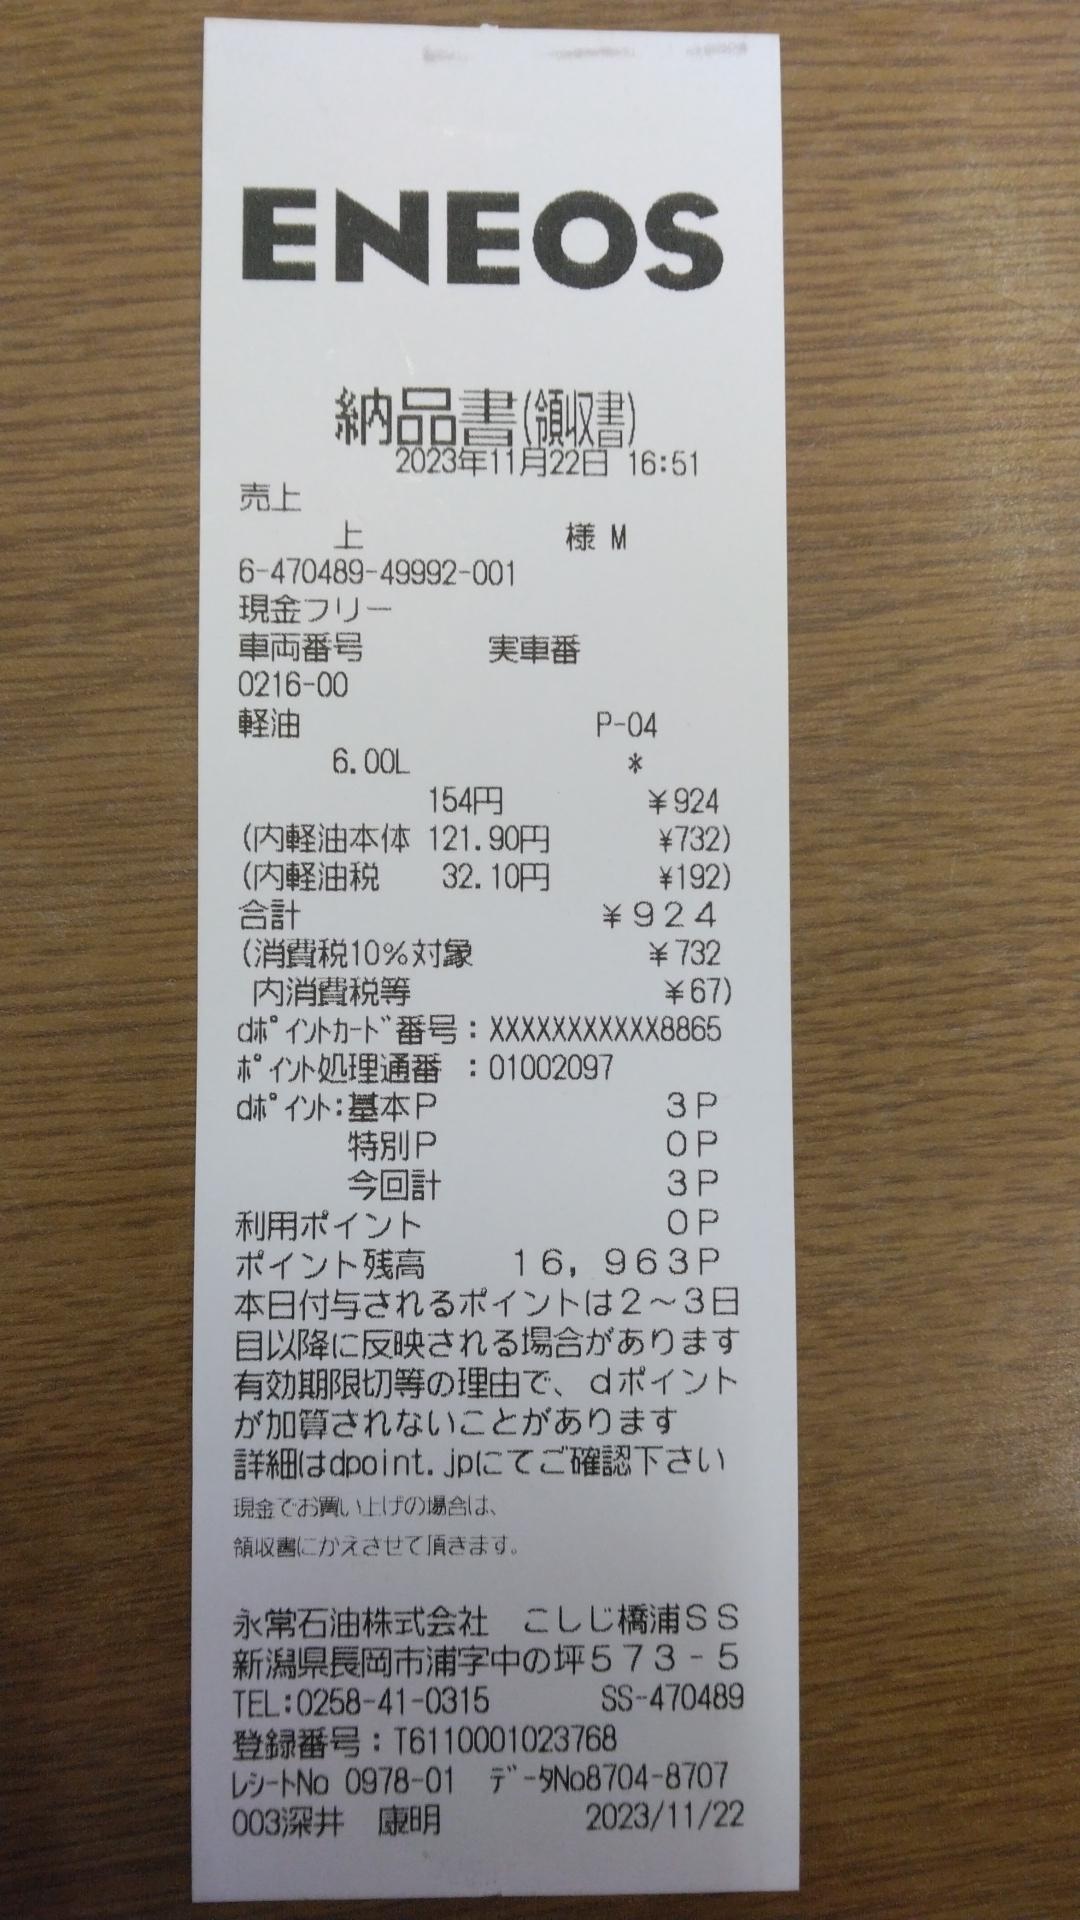 ENEOS
納品書(領収書)
2023年11月22日 16:51
売上
上 様 M
6-470489-49992-001
現金フリー
車両番号 実車番
0216-00
軽油 P-04
6.00L *
154円 ¥924
(内軽油本体 121.90円 ¥732)
(内軽油税 32.10円 ¥192)
合計 ¥924
(消費税10%対象 ¥732
内消費税等 ¥67)
dポイントカード番号:XXXXXXXXXXX8865
ポイント処理通番 :01002097
dポイント:基本P 3P
特別P 0P
今回計 3P
利用ポイント 0P
ポイント残高 16,963P
本日付与されるポイントは2~3日
目以降に反映される場合があります
有効期限切等の理由で、dポイント
が加算されないことがあります
詳細はdpoint.jpにてご確認下さい
現金でお買い上げの場合は、
領収書にかえさせて頂きます。
永常石油株式会社 こしじ橋浦SS
新潟県長岡市浦字中の坪573-5
TEL:0258-41-0315 SS-470489
登録番号:T6110001023768
レシートNo 0978-01 データNo8704-8707
003深井 康明 2023/11/22